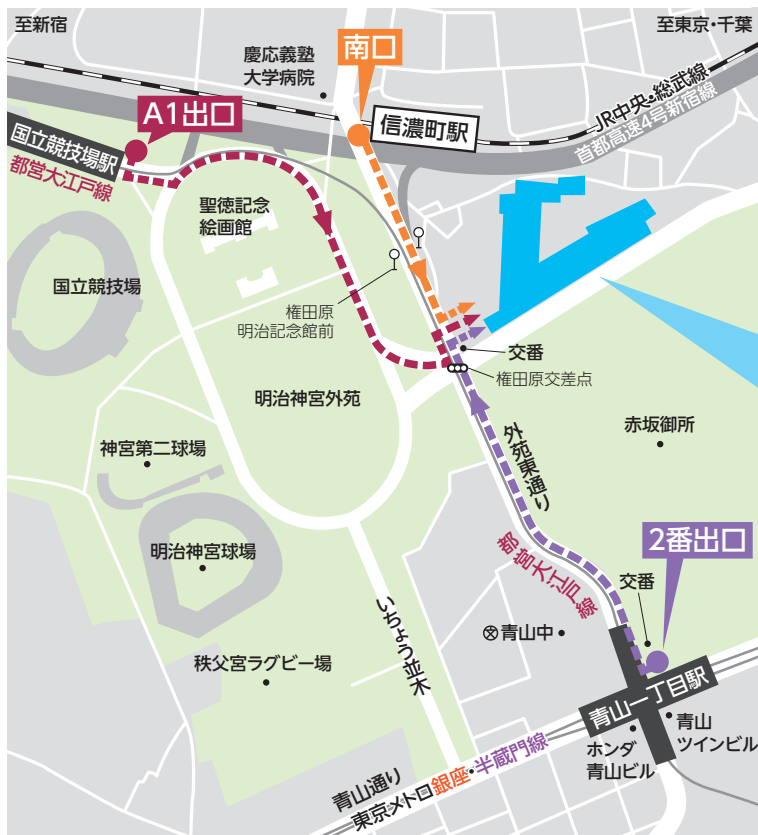 至新宿
至東京・千葉
慶応義塾
大学病院
南口
A1出口
信濃町駅
JR中央・総武線
首都高速4号新宿線
国立競技場駅
都営大江戸線
聖徳記念
絵画館
国立競技場
権田原
明治記念館前
交番
権田原交差点
明治神宮外苑
赤坂御所
神宮第二球場
外苑東通り
明治神宮球場
都営大江戸線
2番出口
交番
いちょう並木
文青山中
秩父宮ラグビー場
青山一丁目駅
青山
ツインビル
ホンダ
青山ビル
青山通り
東京メトロ銀座・半蔵門線